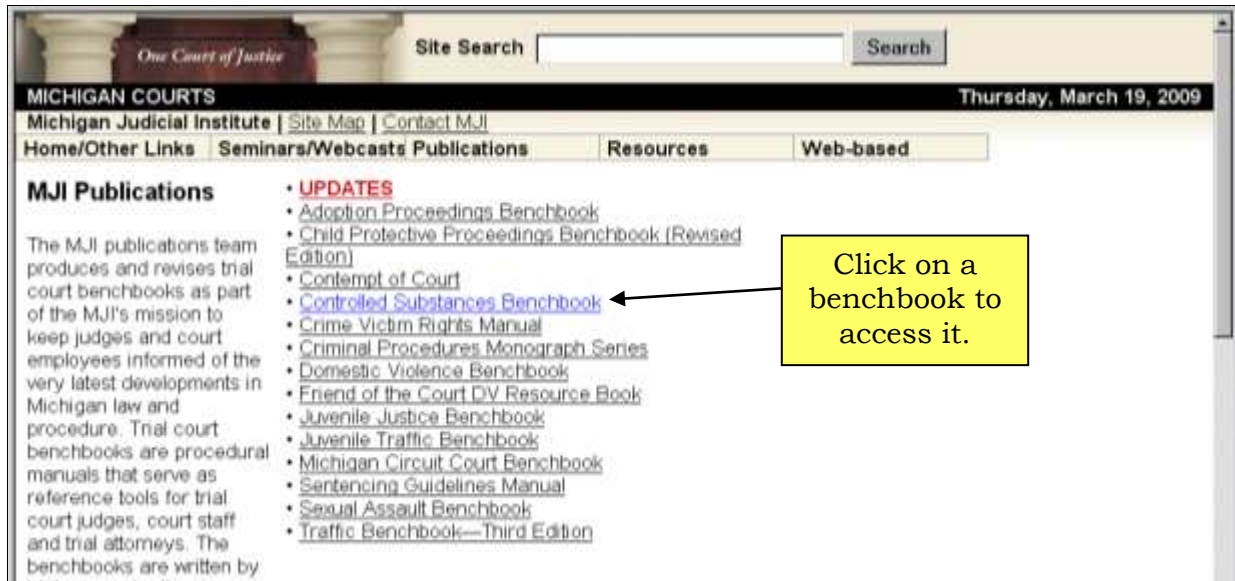 One Court of Justice
Site Search
Search
MICHIGAN COURTS
Thursday, March 19, 2009
Michigan Judicial Institute | Site Map | Contact MJI
Home/Other Links Seminars/Webcasts Publications Resources Web-based
MJI Publications
The MJI publications team
produces and revises trial
court benchbooks as part
of the MJI's mission to
keep judges and court
employees informed of the
very latest developments in
Michigan law and
procedure. Trial court
benchbooks are procedural
manuals that serve as
reference tools for trial
court judges, court staff
and trial attorneys. The
benchbooks are written by
• UPDATES
• Adoption Proceedings Benchbook
• Child Protective Proceedings Benchbook (Revised
Edition)
• Contempt of Court
• Controlled Substances Benchbook
• Crime Victim Rights Manual
• Criminal Procedures Monograph Series
• Domestic Violence Benchbook
• Friend of the Court DV Resource Book
• Juvenile Justice Benchbook
• Juvenile Traffic Benchbook
• Michigan Circuit Court Benchbook
• Sentencing Guidelines Manual
• Sexual Assault Benchbook
• Traffic Benchbook—Third Edition
Click on a
benchbook to
access it.